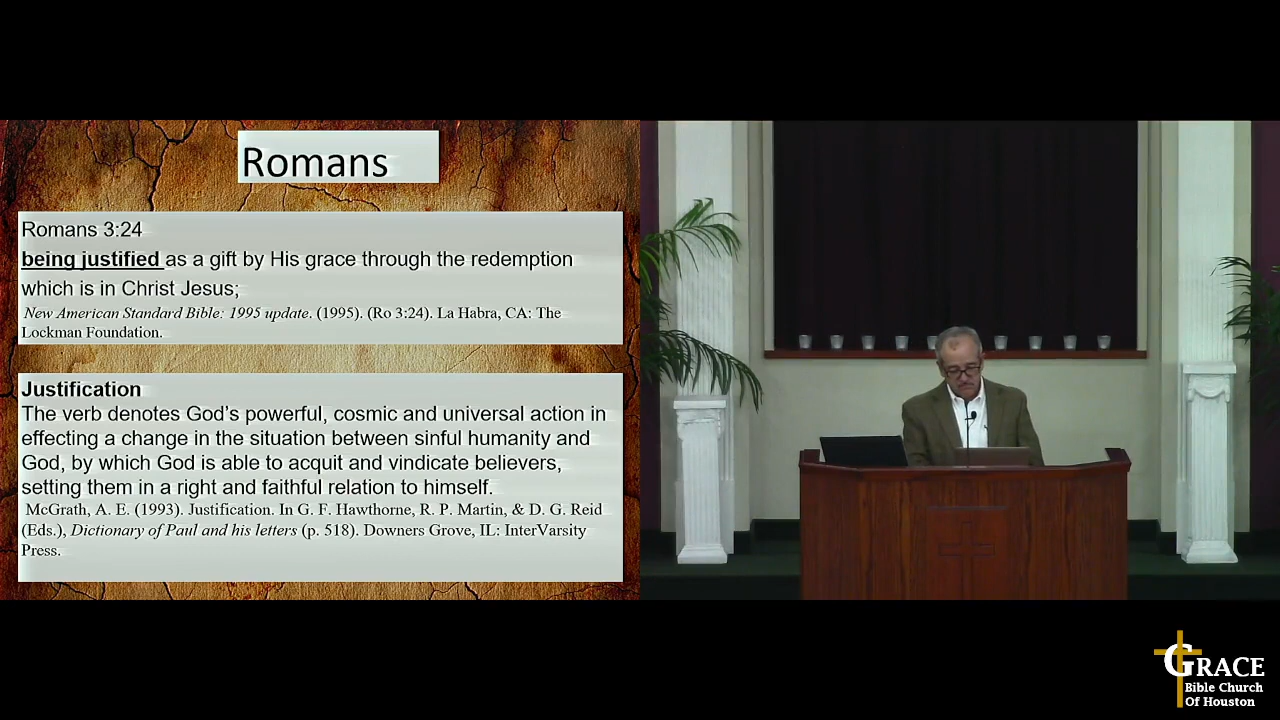 Romans
Romans 3:24
being justified as a gift by His grace through the redemption
which is in Christ Jesus;
New American Standard Bible: 1995 update. (1995). (Ro 3:24). La Habra, CA: The
Lockman Foundation.
Justification
The verb denotes God’s powerful, cosmic and universal action in
effecting a change in the situation between sinful humanity and
God, by which God is able to acquit and vindicate believers,
setting them in a right and faithful relation to himself.
McGrath, A. E. (1993). Justification. In G. F. Hawthorne, R. P. Martin, & D. G. Reid
(Eds.), Dictionary of Paul and his letters (p. 518). Downers Grove, IL: InterVarsity
Press.
GRACE
Bible Church
Of Houston